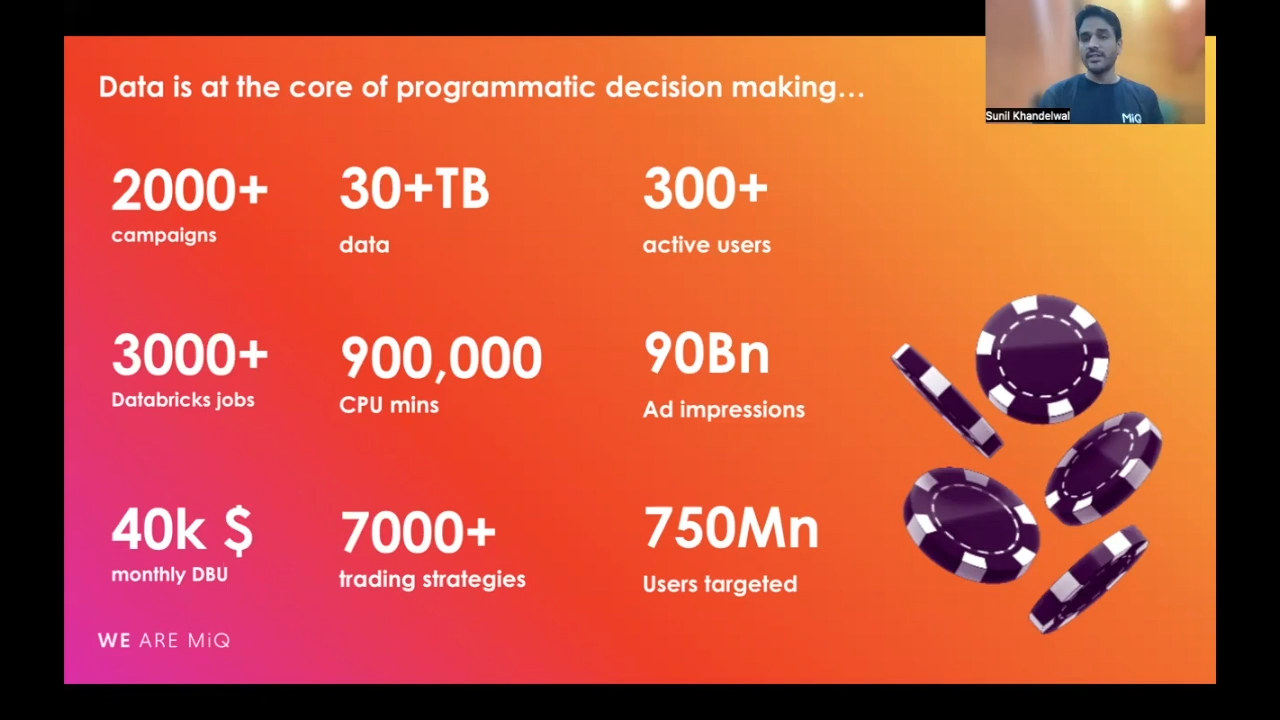 Data is at the core of programmatic decision making...
2000+
campaigns
30+TB
data
300+
active users
3000+
Databricks jobs
900,000
CPU mins
90Bn
Ad impressions
40k $
monthly DBU
7000+
trading strategies
750Mn
Users targeted
WE ARE MiQ
Sunil Khandelwal
MiQ